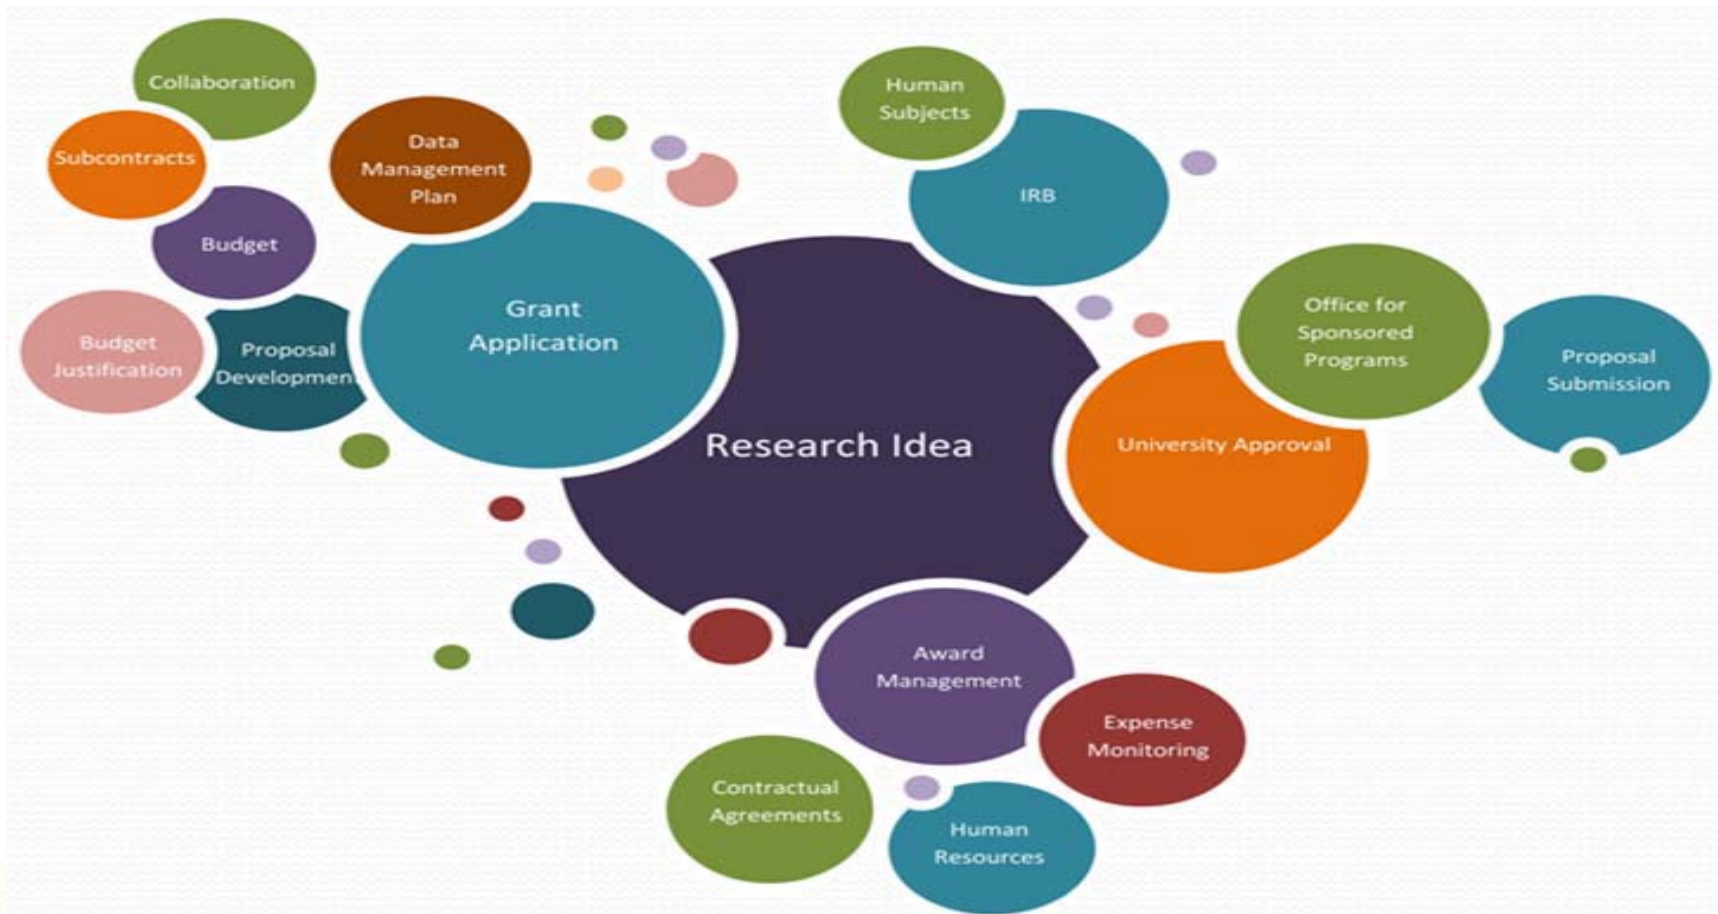 Collaboration
Subcontracts
Data
Management
Plan
Budget
Budget
Justification
Proposal
Development
Grant
Application
Research Idea
Human
Subjects
IRB
Office for
Sponsored
Programs
Proposal
Submission
University Approval
Award
Management
Expense
Monitoring
Contractual
Agreements
Human
Resources